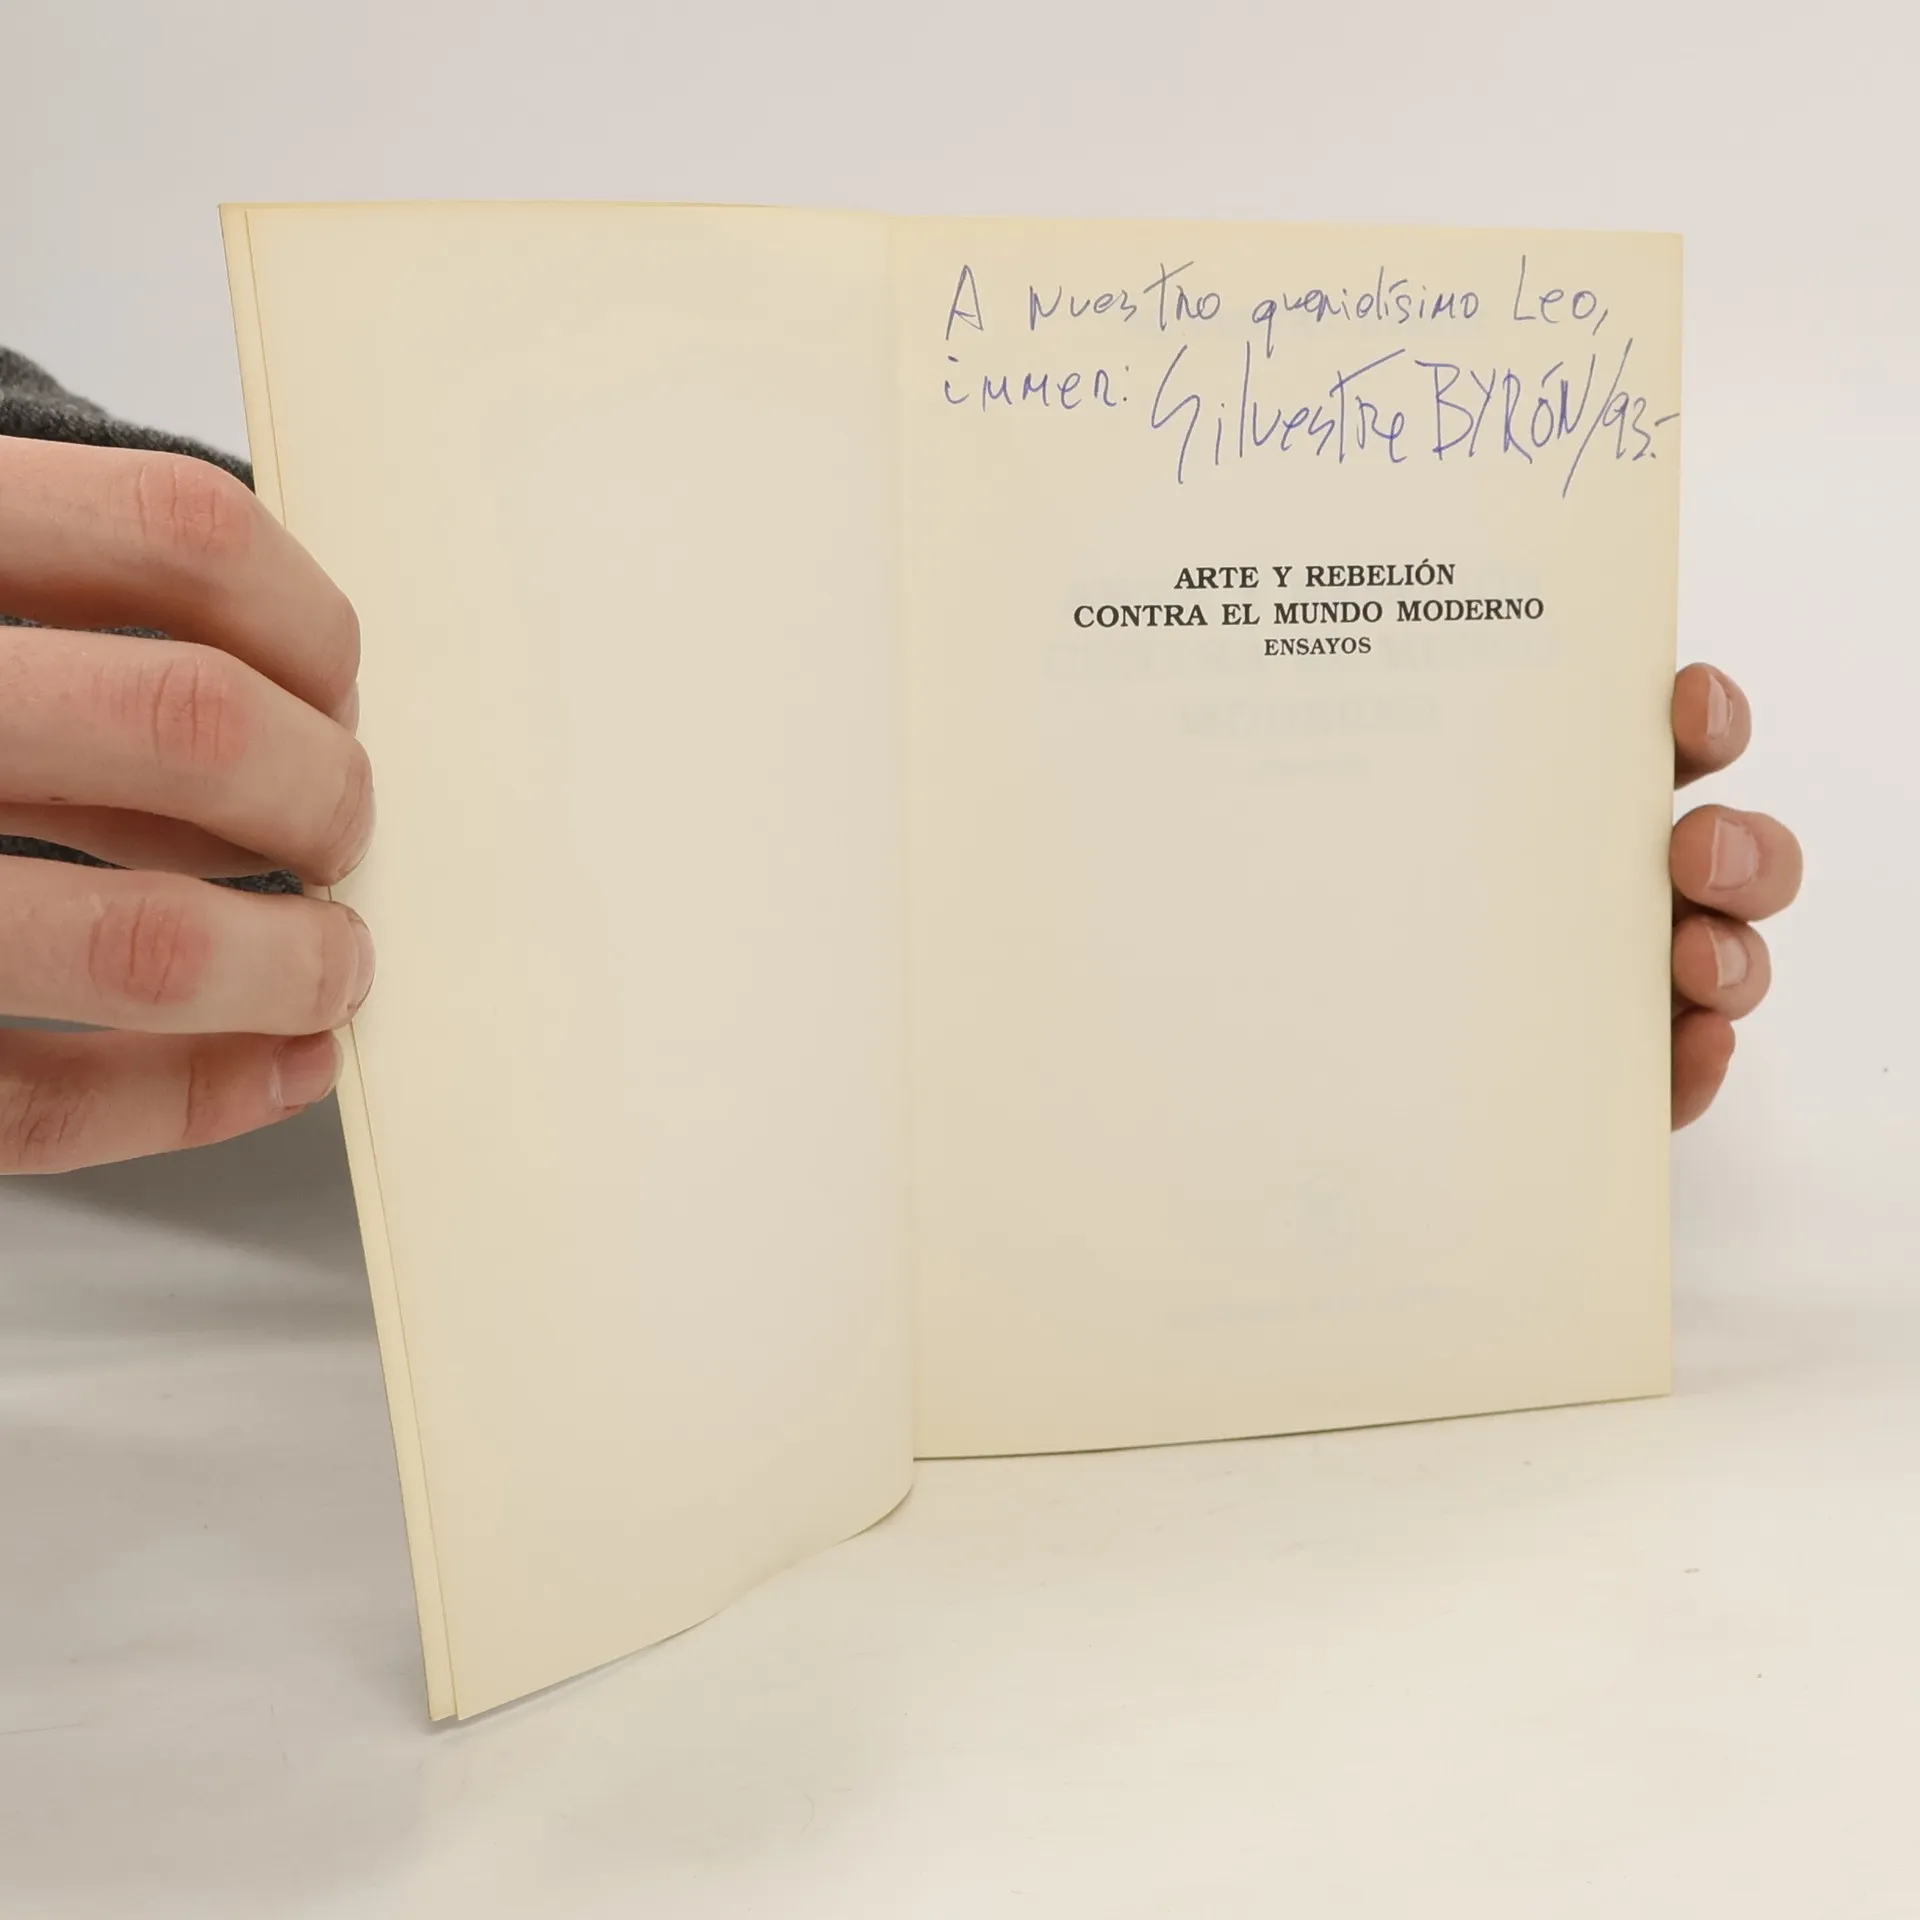 A nuestro queridísimo Leo,
immer: Silvestre BYRÓN/93.-
ARTE Y REBELIÓN
CONTRA EL MUNDO MODERNO
ENSAYOS